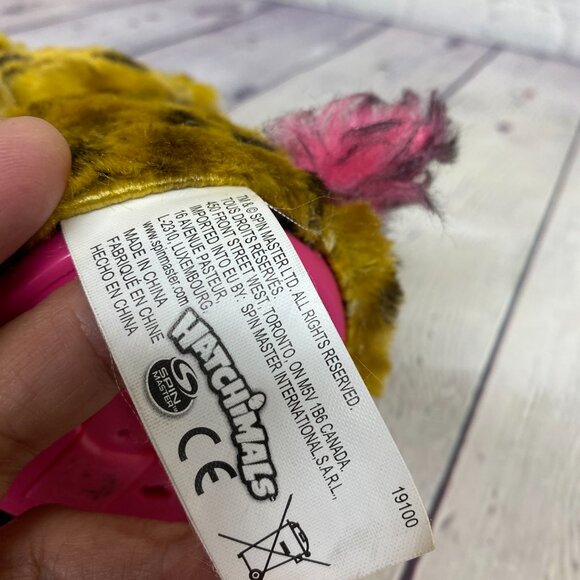 TM & © SPIN MASTER LTD. ALL RIGHTS RESERVED.
TOUS DROITS RESERVÉS.
450 FRONT STREET WEST, TORONTO, ON M5V 1B6 CANADA.
IMPORTED INTO EU BY: SPIN MASTER INTERNATIONAL, S.A.R.L.,
16 AVENUE PASTEUR,
L-2310, LUXEMBOURG
www.spinmaster.com
MADE IN CHINA
FABRIQUÉ EN CHINE
HECHO EN CHINA
HATCHiMALS
SPIN
MASTER
CE
19100